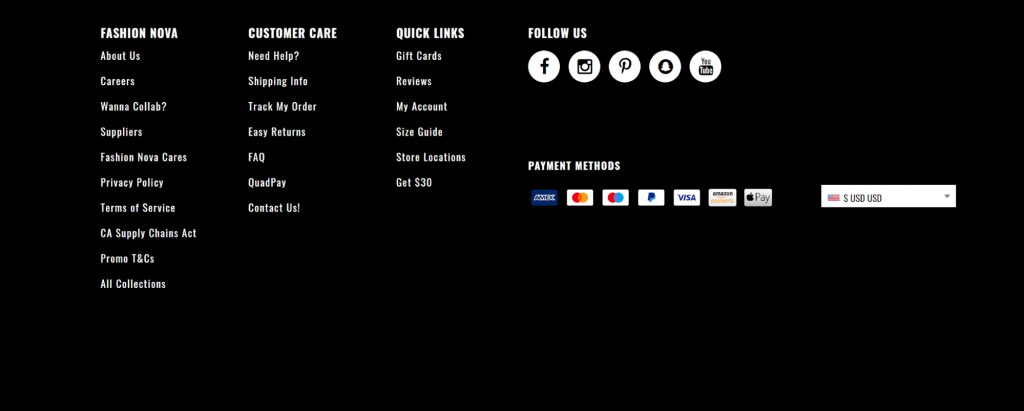 FASHION NOVA
About Us
Careers
Wanna Collab?
Suppliers
Fashion Nova Cares
Privacy Policy
Terms of Service
CA Supply Chains Act
Promo T&Cs
All Collections
CUSTOMER CARE
Need Help?
Shipping Info
Track My Order
Easy Returns
FAQ
QuadPay
Contact Us!
QUICK LINKS
Gift Cards
Reviews
My Account
Size Guide
Store Locations
Get $30
FOLLOW US
You
Tube
PAYMENT METHODS
AMEX
VISA
amazon
payments
Pay
$ USD USD